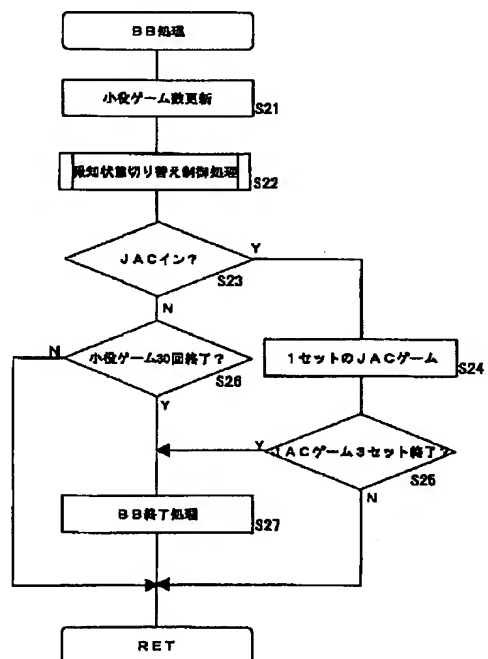 BB処理
小役ゲーム数更新
S21
報知状態切り替え制御処理
S22
JACイン?
Y
S23
N
N
小役ゲーム30回終了?
S26
Y
1セットのJACゲーム
S24
Y
JACゲーム3セット終了?
S25
N
BB終了処理
S27
RET